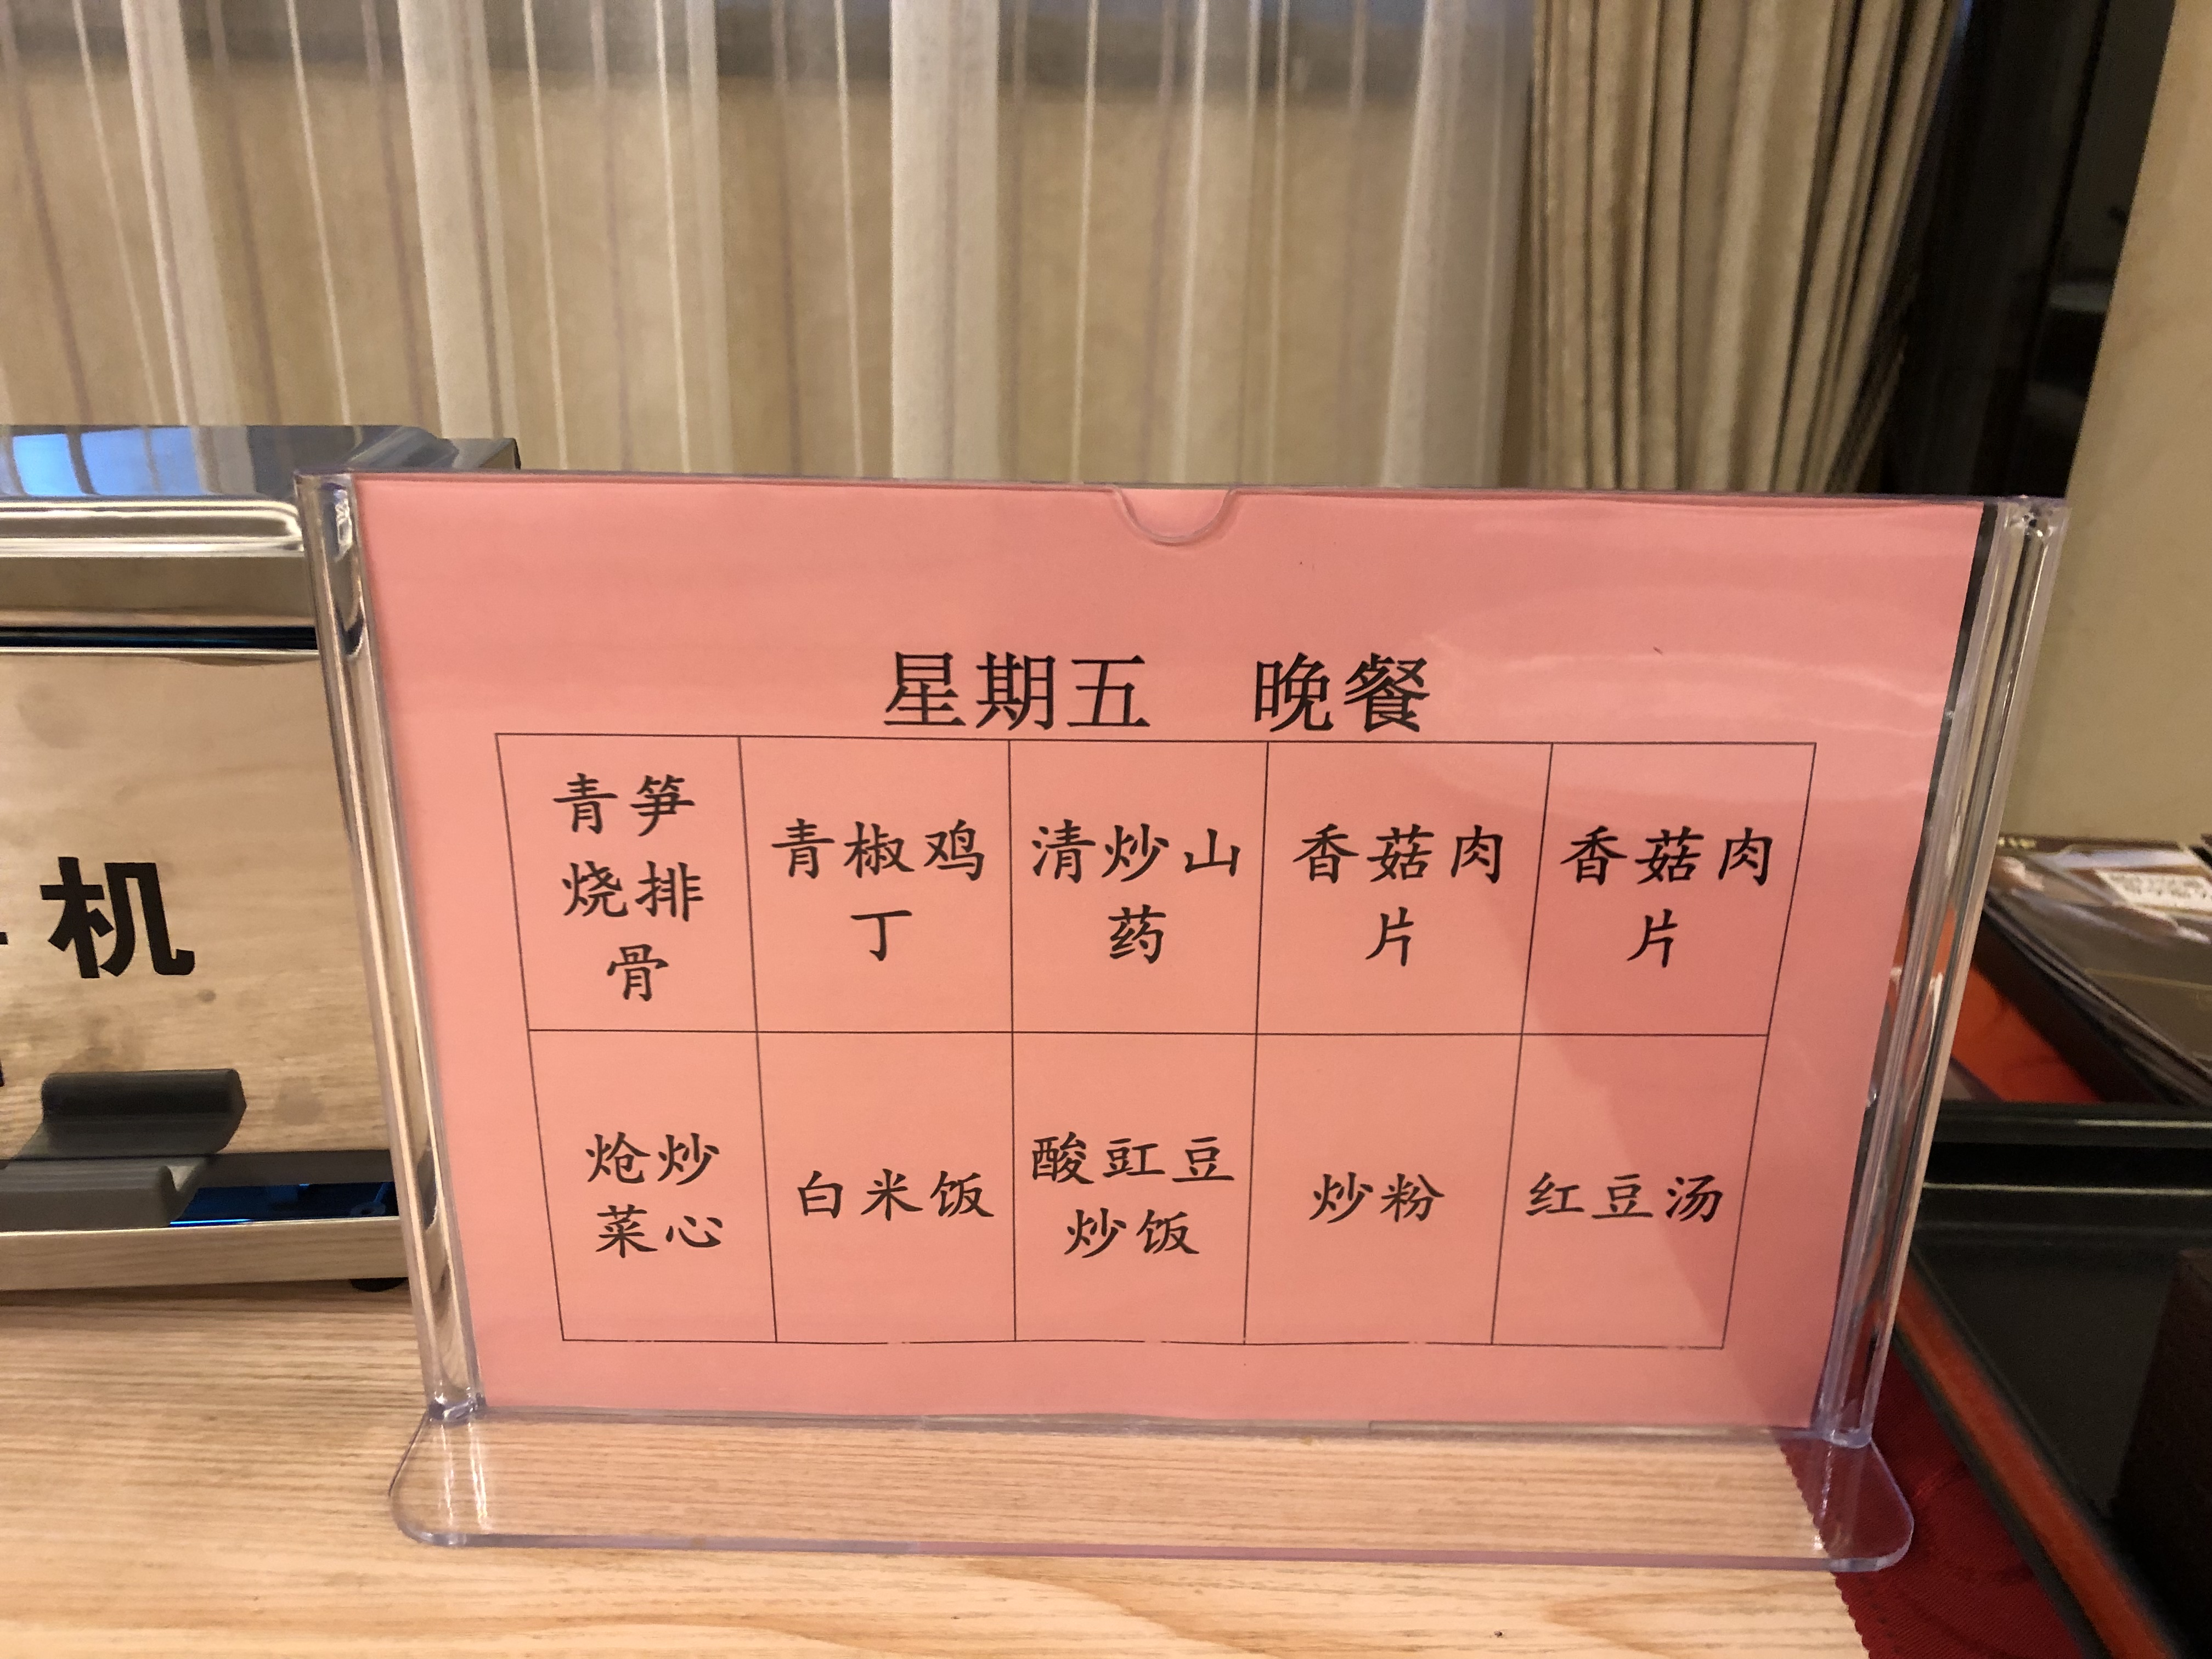 星期五 晚餐
青笋
烧排
骨
青椒鸡
丁
清炒山
药
香菇肉
片
香菇肉
片
炝炒
菜心
白米饭
酸豇豆
炒饭
炒粉
红豆汤
机